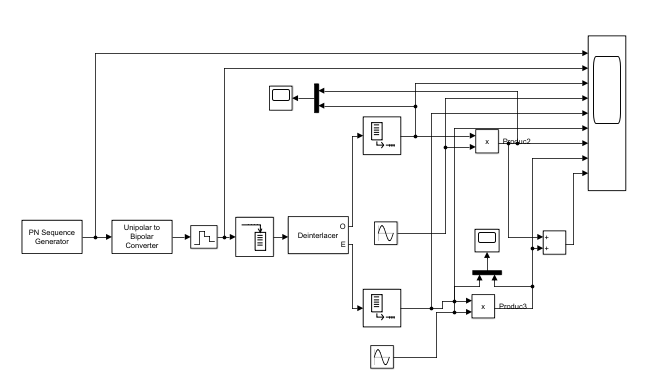 Produc2
x
PN Sequence
Generator
Unipolar to
Bipolar
Converter
Deinterlacer
O
E
+
+
x
Produc3